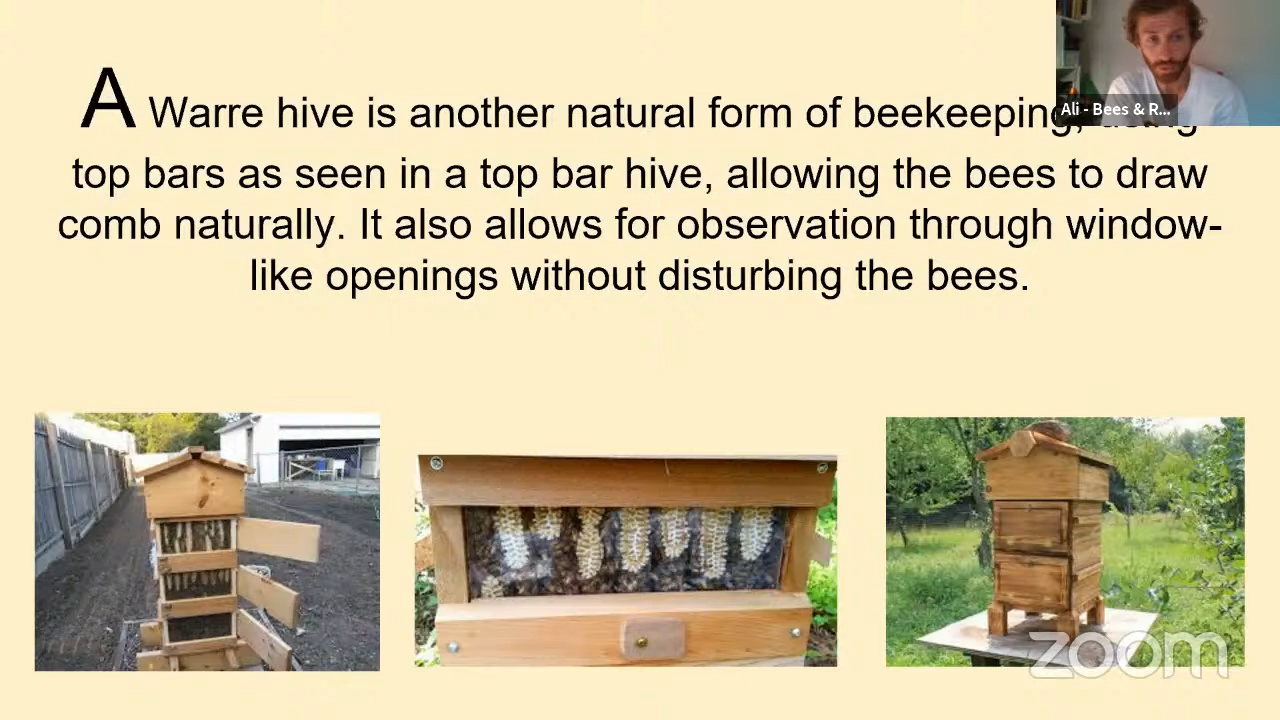 A Warre hive is another natural form of beekeeping, using
top bars as seen in a top bar hive, allowing the bees to draw
comb naturally. It also allows for observation through window-
like openings without disturbing the bees.
Ali - Bees & R...
zoom